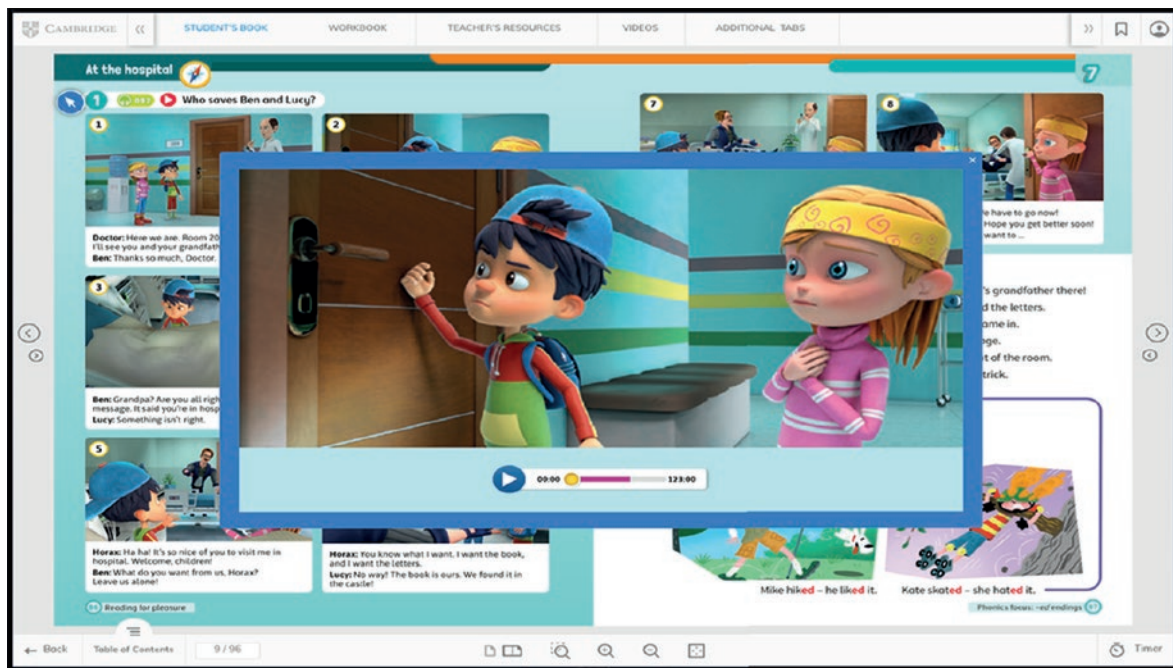 CAMBRIDGE
STUDENT'S BOOK
WORKBOOK
TEACHER'S RESOURCES
VIDEOS
ADDITIONAL TABS
At the hospital
7
1
Who saves Ben and Lucy?
1
2
Doctor: Here we are. Room 20
I'll see you and your grandfath
Ben: Thanks so much, Doctor.
3
Ben: Grandpa? Are you all righ
message. It said you're in hosp
Lucy: Something isn't right.
5
Horax: Ha ha! It's so nice of you to visit me in
hospital. Welcome, children!
Ben: What do you want from us, Horax?
Leave us alone!
Horax: You know what I want. I want the book,
and I want the letters.
Lucy: No way! The book is ours. We found it in
the castle!
Reading for pleasure
7
8
e have to go now!
Hope you get better soon!
want to ...
's grandfather there!
d the letters.
ame in.
ge.
t of the room.
trick.
00:00
123:00
Mike hiked – he liked it.
Kate skated – she hated it.
Phonics focus: -ed endings
Back
Table of Contents
9 / 96
Timer